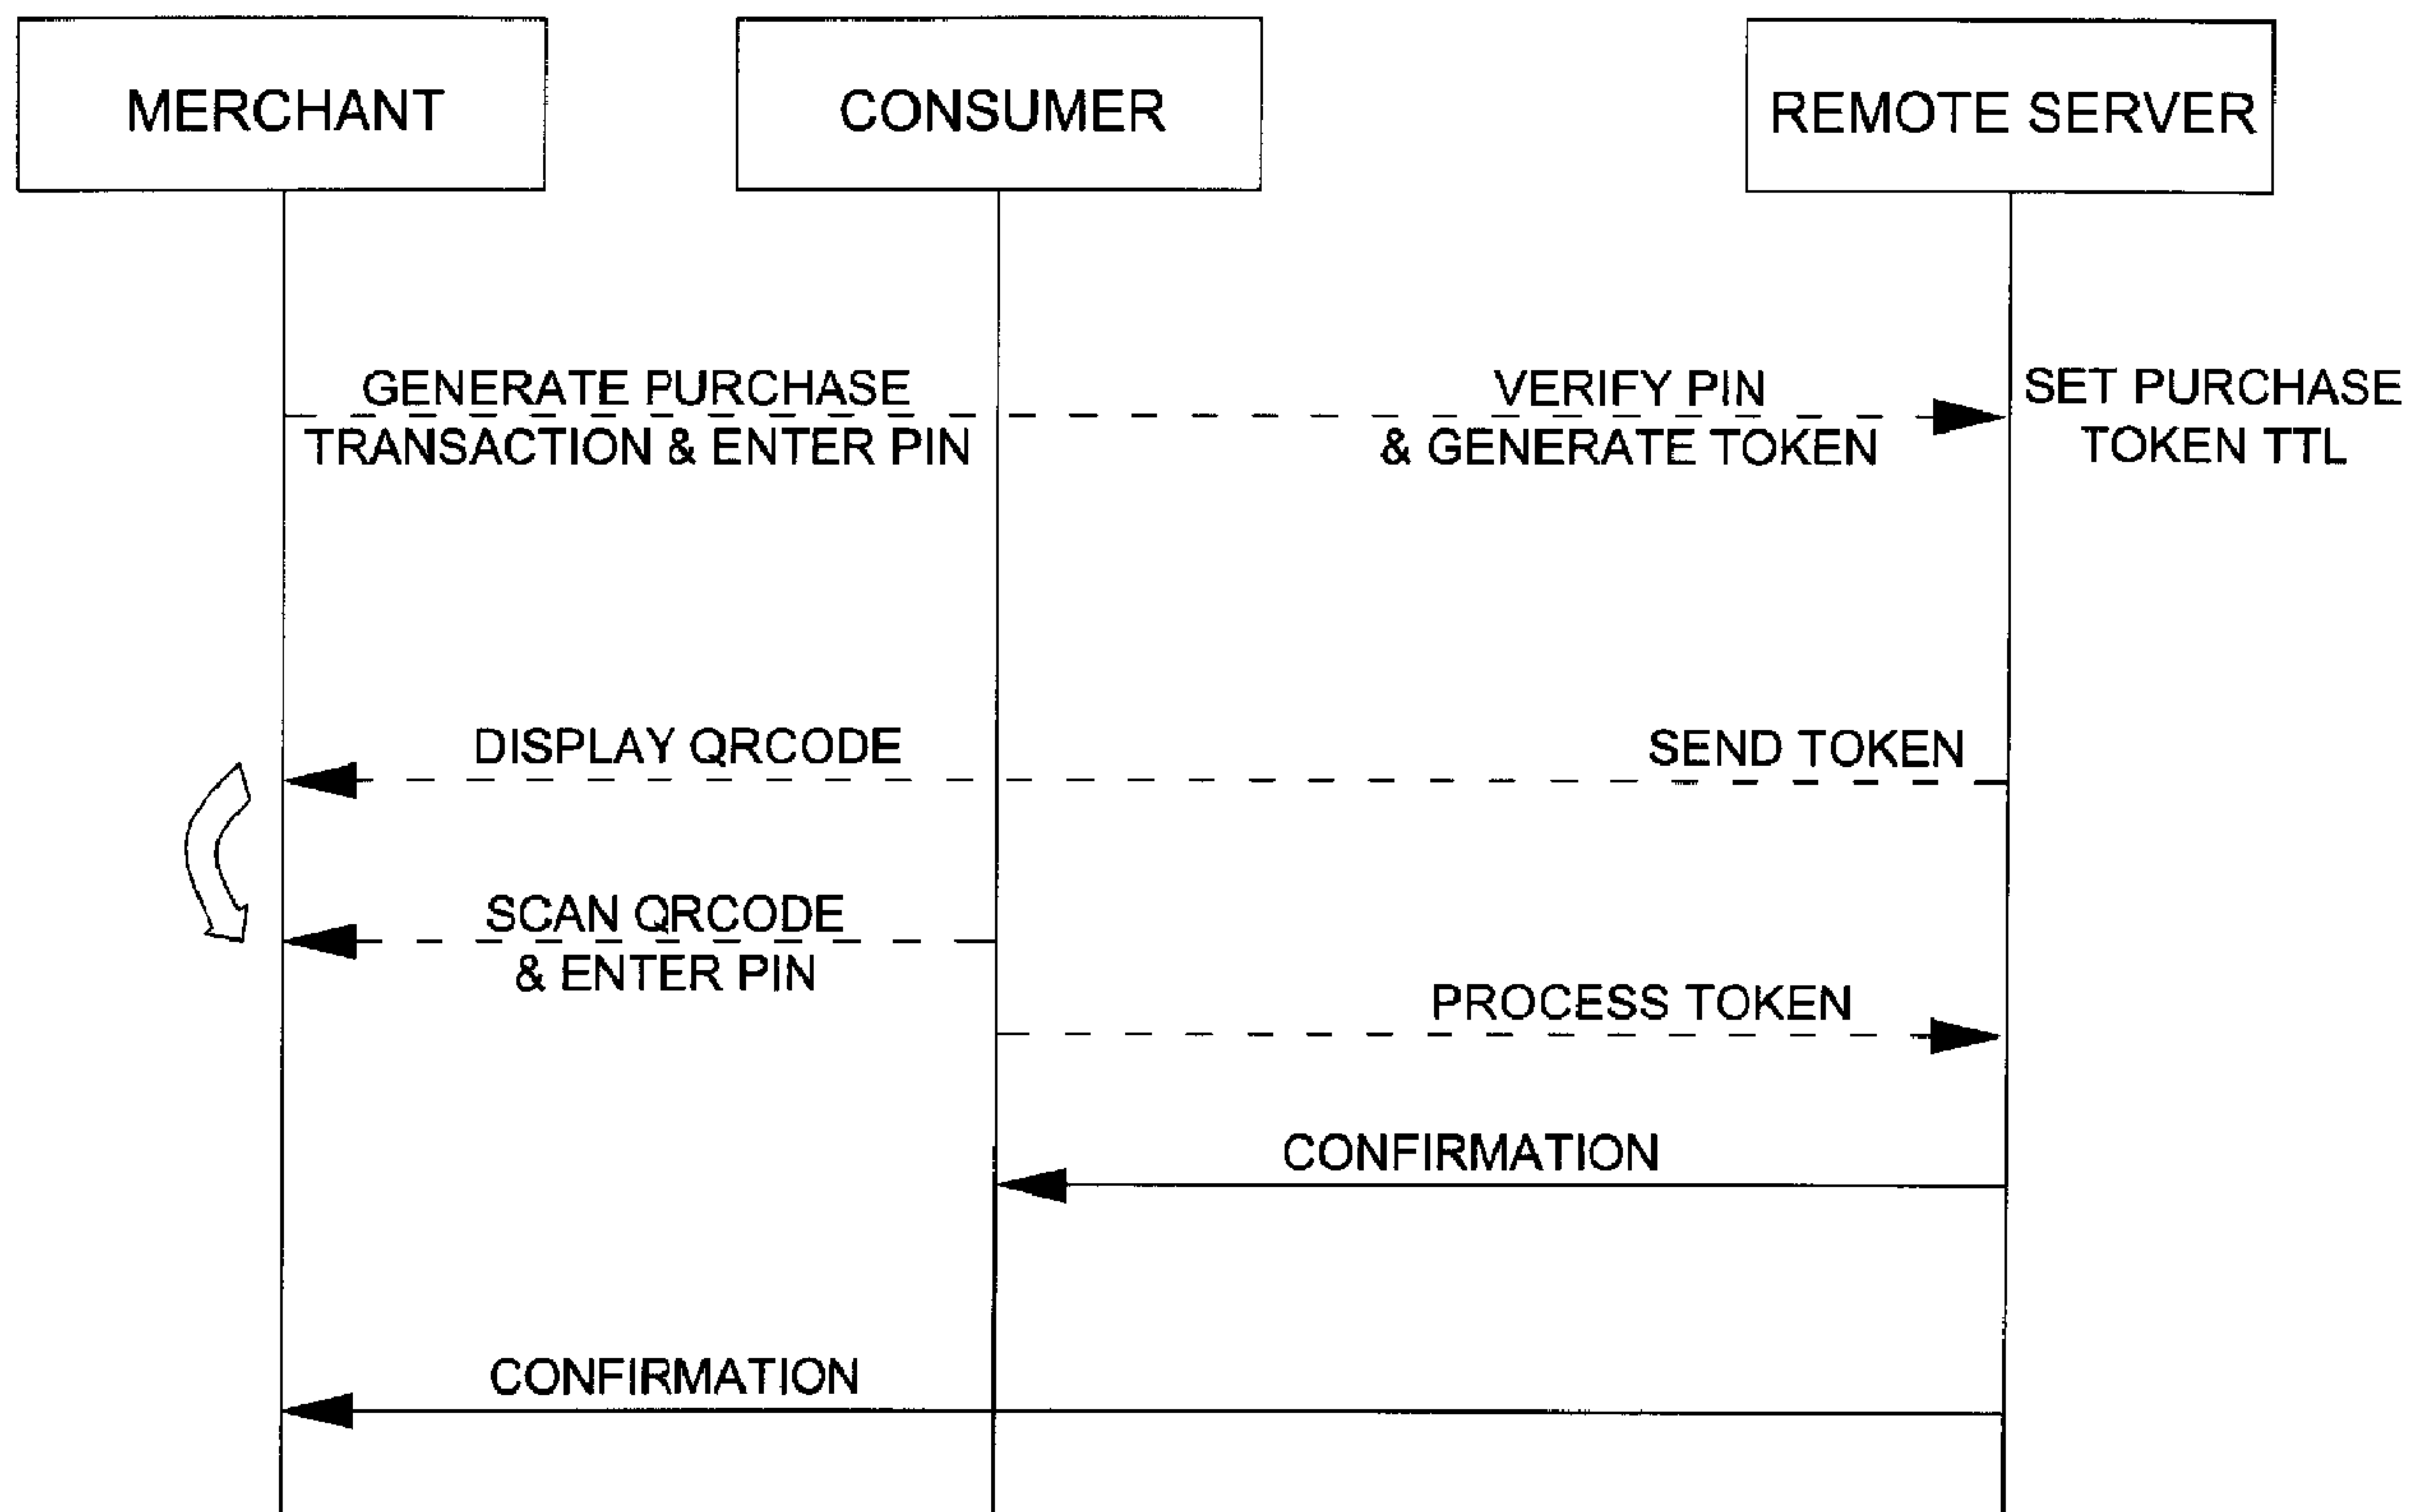 MERCHANT
CONSUMER
REMOTE SERVER
GENERATE PURCHASE
TRANSACTION & ENTER PIN
VERIFY PIN
& GENERATE TOKEN
SET PURCHASE
TOKEN TTL
DISPLAY QRCODE
SEND TOKEN
SCAN QRCODE
& ENTER PIN
PROCESS TOKEN
CONFIRMATION
CONFIRMATION